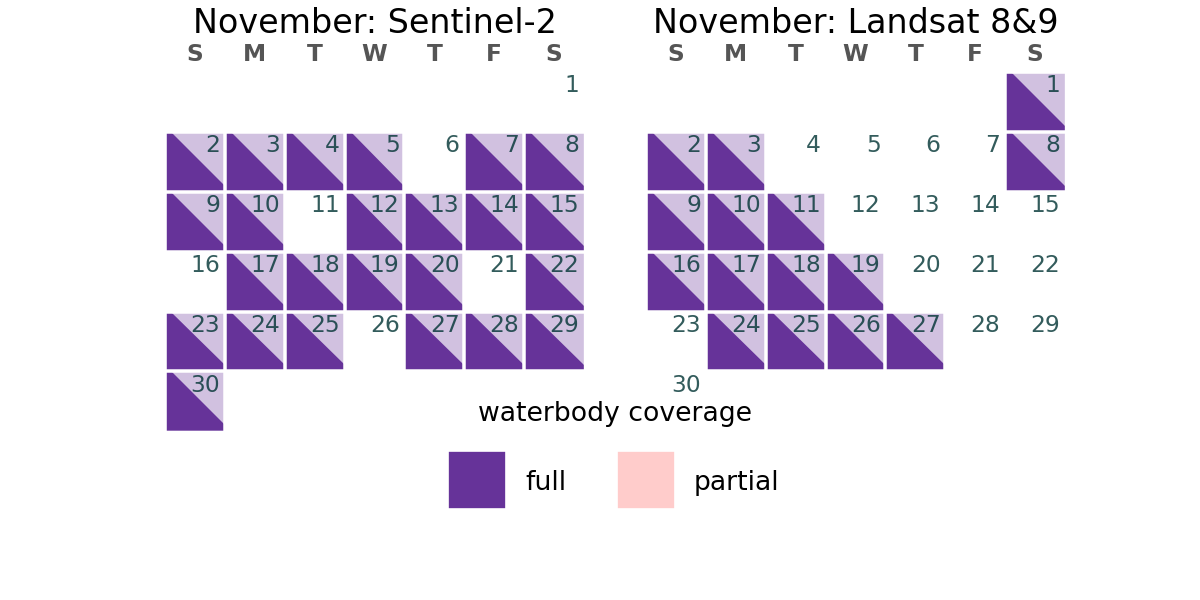 November: Sentinel-2
S M T W T F S
1
2 3 4 5 6 7 8
9 10 11 12 13 14 15
16 17 18 19 20 21 22
23 24 25 26 27 28 29
30
November: Landsat 8&9
S M T W T F S
1
2 3 4 5 6 7 8
9 10 11 12 13 14 15
16 17 18 19 20 21 22
23 24 25 26 27 28 29
30
waterbody coverage
full partial